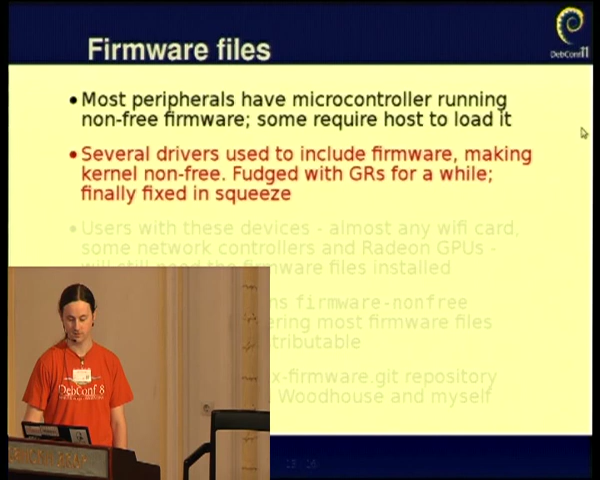 Firmware files
DebConf11
• Most peripherals have microcontroller running
non-free firmware; some require host to load it
• Several drivers used to include firmware, making
kernel non-free. Fudged with GRs for a while;
finally fixed in squeeze
• Users with these devices - almost any wifi card,
some network controllers and Radeon GPUs -
will still need the firmware files installed
firmware-nonfree
most firmware files
-firmware.git repository
Woodhouse and myself
DebConf 8